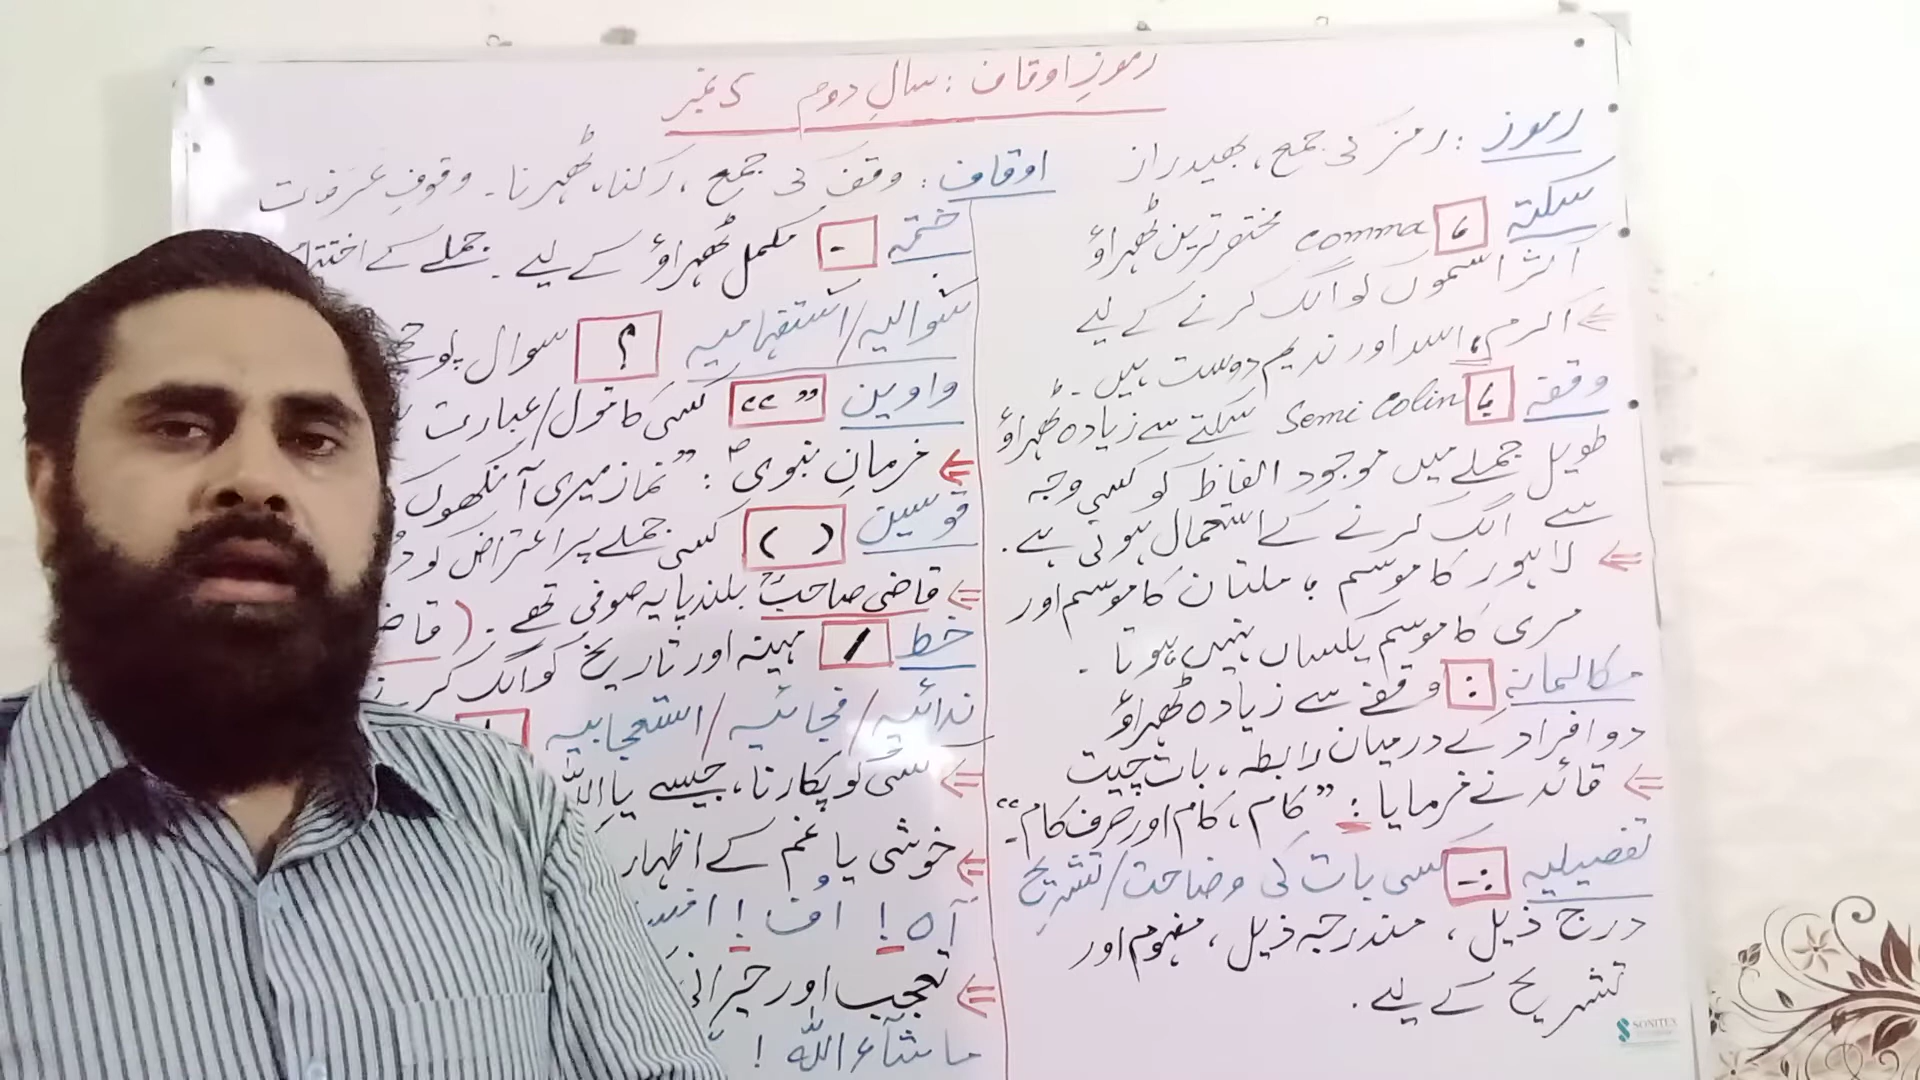 رموزِ اوقاف : سالِ دوم 5 نمبر
رموز : رمز کی جمع، بھید، راز
اوقاف : وقف کی جمع، رکنا، ٹھہرنا۔ وقوفِ عرفات
سکتہ ، comma مختصر ترین ٹھہراؤ
اکثر اسموں کو الگ کرنے کے لیے
اکرم، اسد اور ندیم دوست ہیں۔
وقفہ ؛ Semi Colin سکتے سے زیادہ ٹھہراؤ
طویل جملے میں موجود الفاظ کو کسی وجہ
سے الگ کرنے کے استعمال ہوتی ہے۔
لاہور کا موسم ؛ ملتان کا موسم اور
مری کا موسم یکساں نہیں ہوتا۔
: وقفے سے زیادہ ٹھہراؤ
دو افراد کے درمیان رابطہ، بات چیت
قائد نے فرمایا : ”کام، کام اور صرف کام۔“
تفصیلیہ :۔ کسی بات کی وضاحت/تشریح
درج ذیل، مندرجہ ذیل، مفہوم اور
تشریح کے لیے۔
ختمہ ۔ مکمل ٹھہراؤ کے لیے۔ جملے کے
سوالیہ/استفہامیہ ؟ سوال
واوین ”“ کسی کا قول/عبارت
فرمانِ نبویؐ : ”نماز میری آنکھوں
قوسین ( ) کسی جملے پر اعتراض کو
قاضی صاحبؒ بلند پایہ صوفی تھے۔ (
خط / مہینہ اور تاریخ کو الگ
ندائیہ/فجائیہ/استعجابیہ
کسی کو پکارنا، جیسے یا اللہ
خوشی یا غم کے اظہار
آہ! اف!
تعجب اور
ماشآءاللہ !
SONITEX